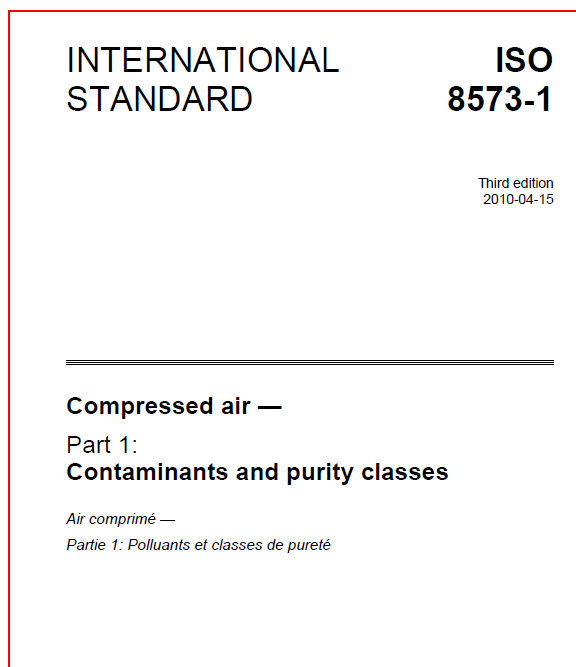 INTERNATIONAL
STANDARD
ISO
8573-1
Third edition
2010-04-15
Compressed air —
Part 1:
Contaminants and purity classes
Air comprimé —
Partie 1: Polluants et classes de pureté